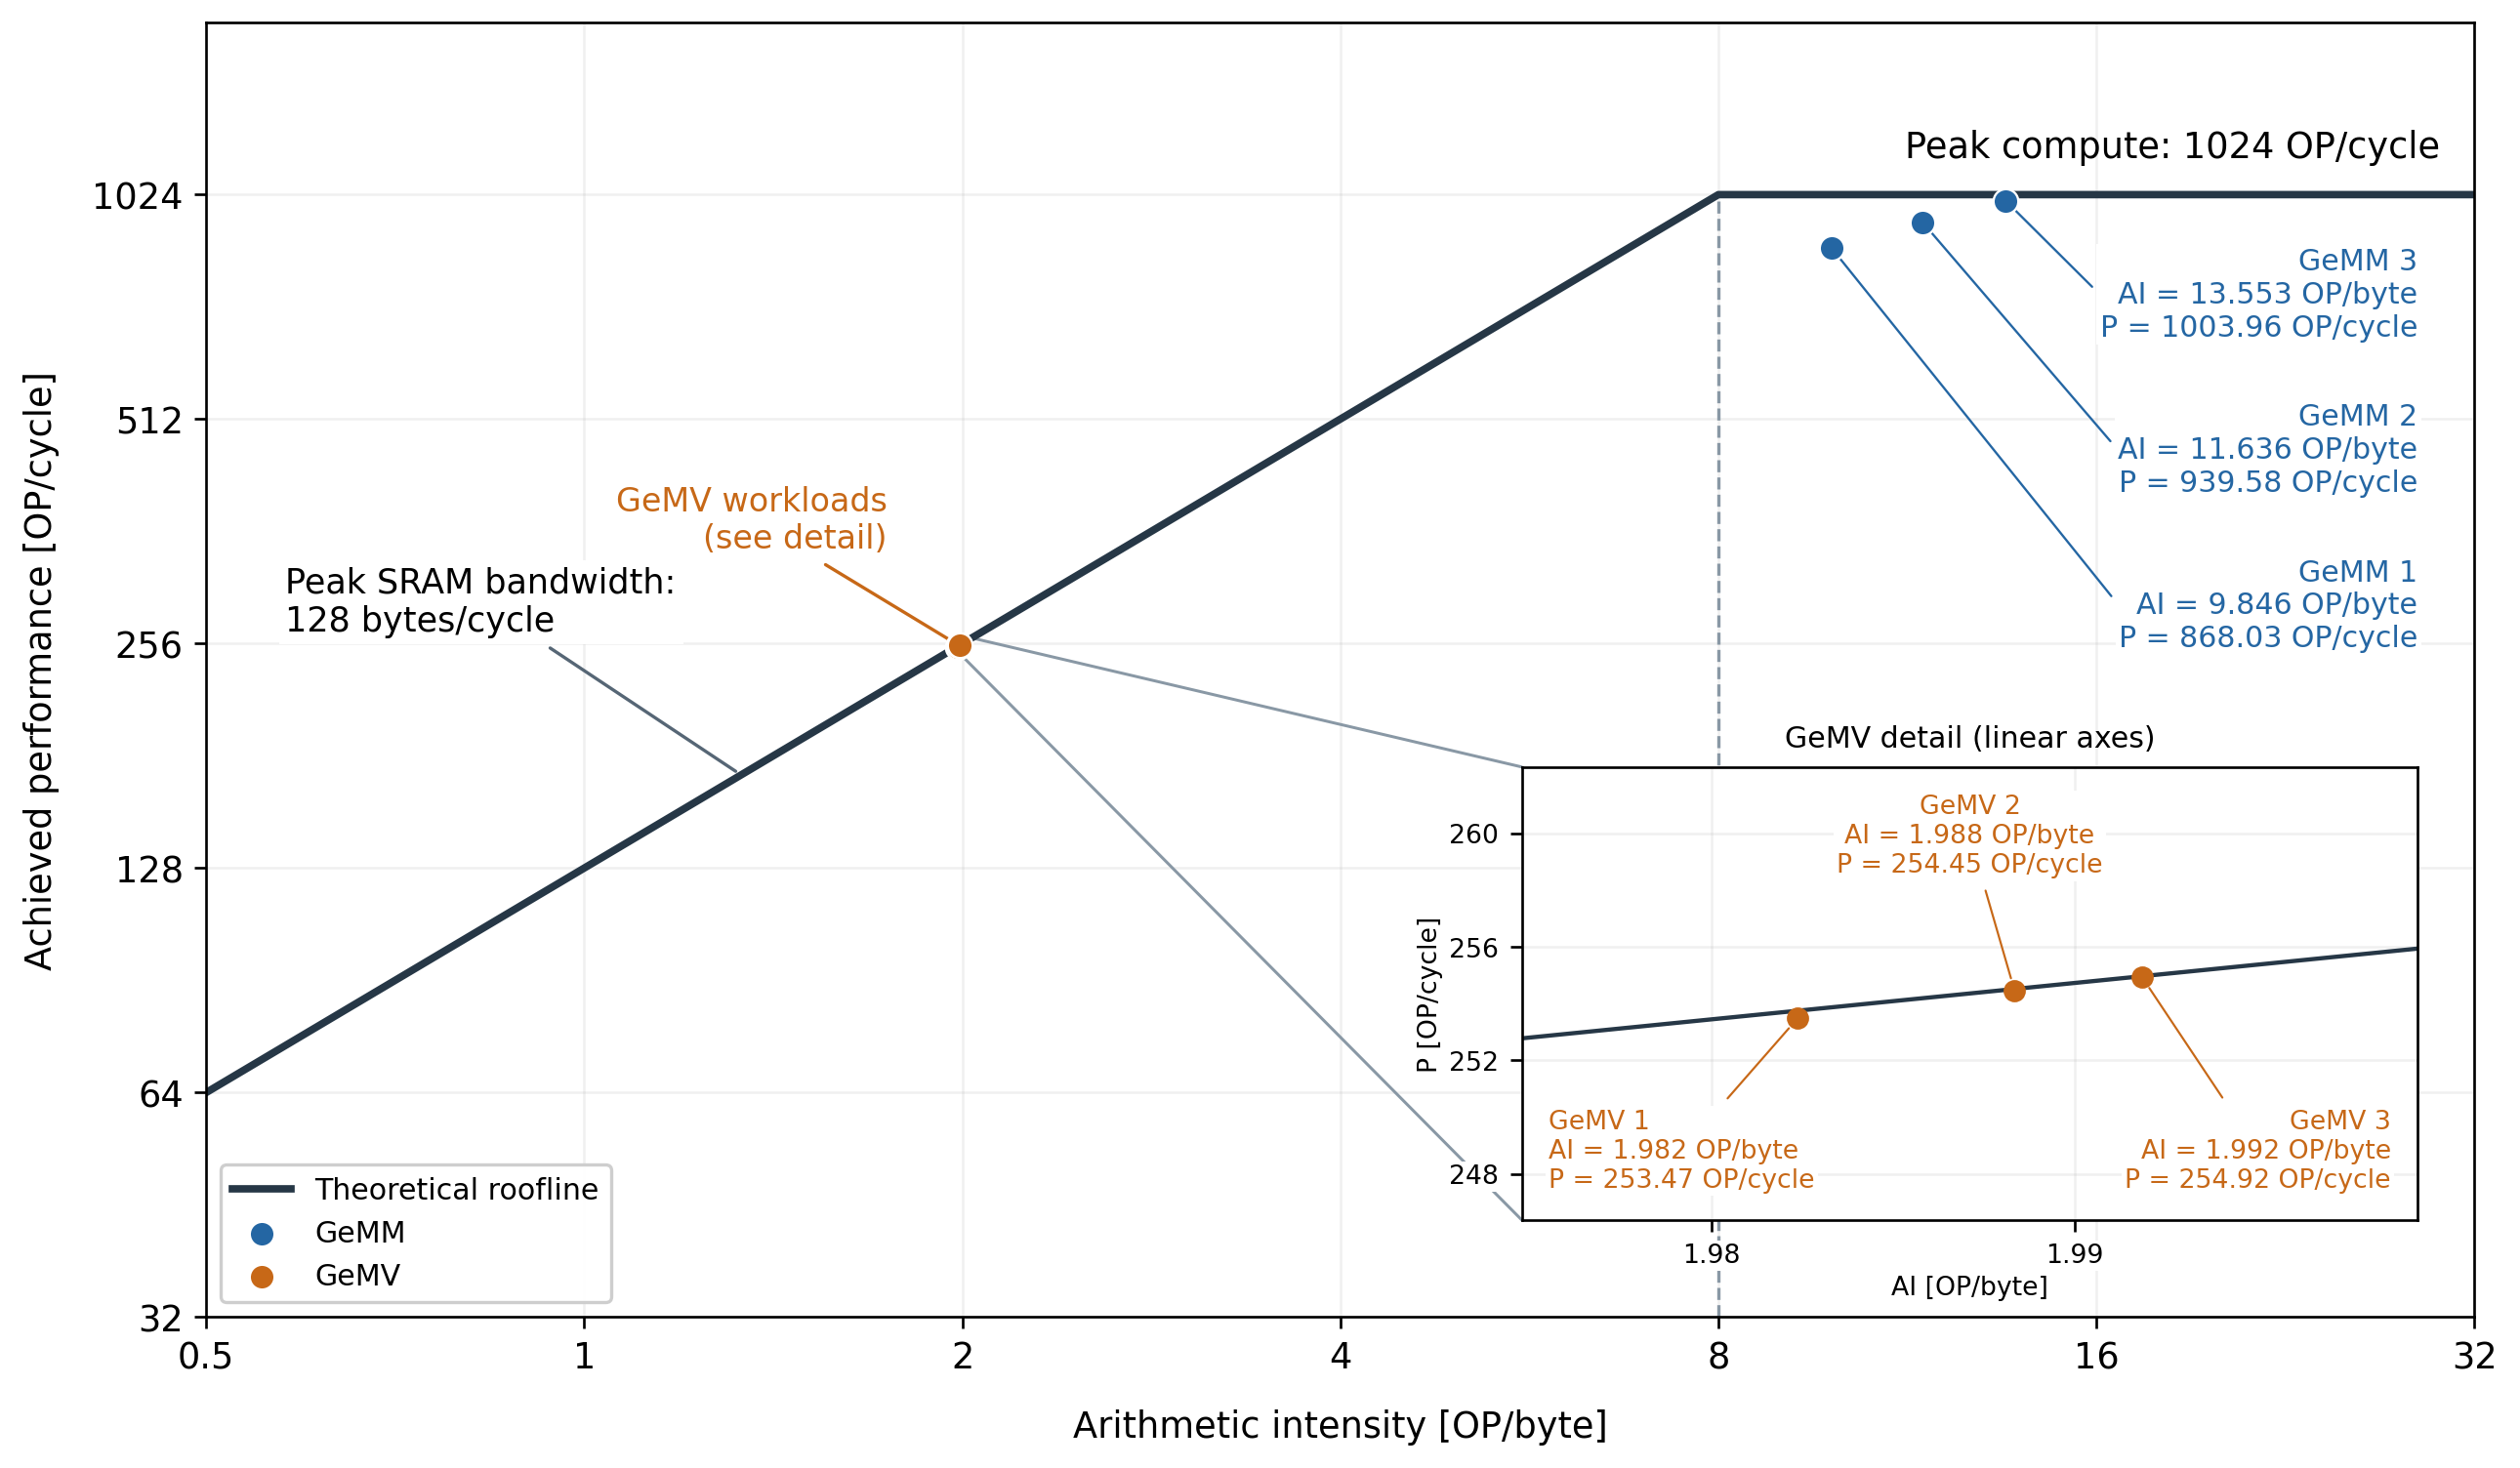 Peak compute: 1024 OP/cycle
GeMM 3
AI = 13.553 OP/byte
P = 1003.96 OP/cycle
GeMM 2
AI = 11.636 OP/byte
P = 939.58 OP/cycle
GeMM 1
AI = 9.846 OP/byte
P = 868.03 OP/cycle
GeMV workloads
(see detail)
Peak SRAM bandwidth:
128 bytes/cycle
Achieved performance [OP/cycle]
1024
512
256
128
64
32
GeMV detail (linear axes)
GeMV 2
AI = 1.988 OP/byte
P = 254.45 OP/cycle
P [OP/cycle]
260
256
252
248
GeMV 1
AI = 1.982 OP/byte
P = 253.47 OP/cycle
GeMV 3
AI = 1.992 OP/byte
P = 254.92 OP/cycle
1.98
1.99
AI [OP/byte]
Theoretical roofline
GeMM
GeMV
0.5
1
2
4
8
16
32
Arithmetic intensity [OP/byte]